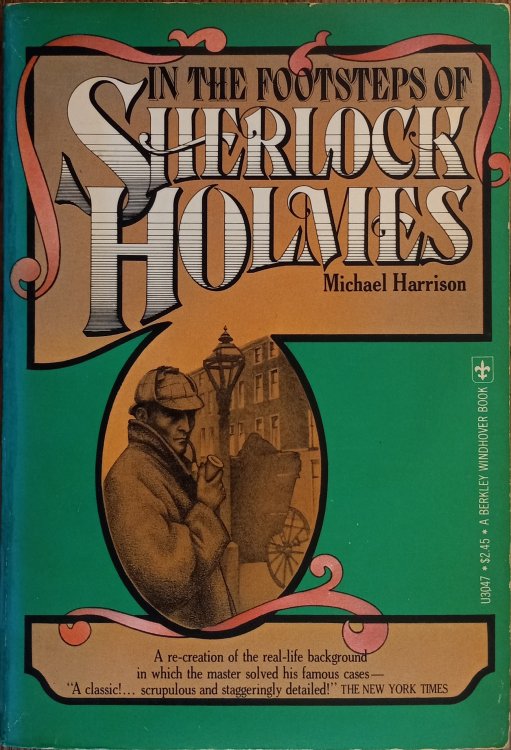 IN THE FOOTSTEPS OF
SHERLOCK
HOLMES
Michael Harrison
U3047 * $2.45 * A BERKLEY WINDHOVER BOOK
A re-creation of the real-life background
in which the master solved his famous cases—
"A classic!... scrupulous and staggeringly detailed!" THE NEW YORK TIMES